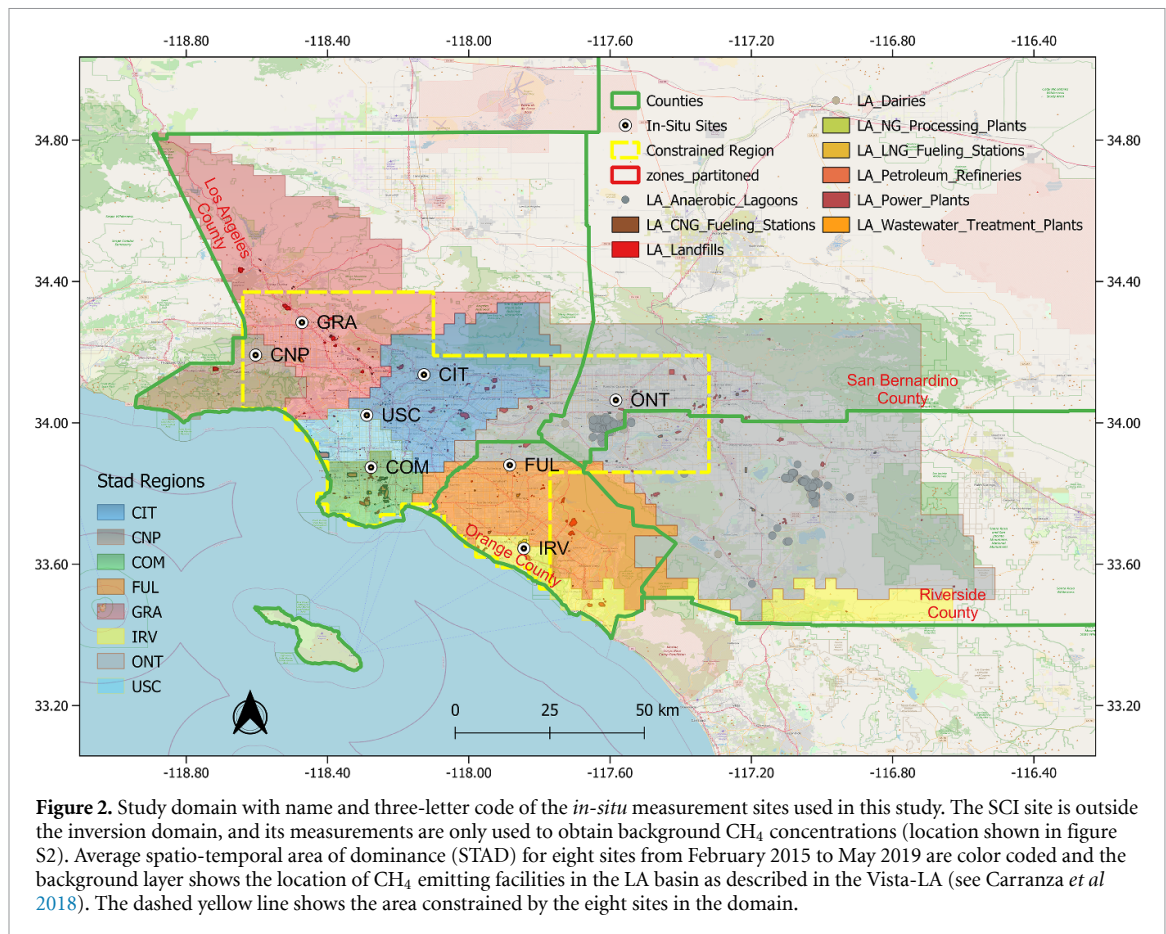 -118.80 -118.40 -118.00 -117.60 -117.20 -116.80 -116.40
34.80
34.40
34.00
33.60
33.20
34.80
34.40
34.00
33.60
33.20
Counties
In-Situ Sites
Constrained Region
zones_partitoned
LA_Anaerobic_Lagoons
LA_CNG_Fueling_Stations
LA_Landfills
LA_Dairies
LA_NG_Processing_Plants
LA_LNG_Fueling_Stations
LA_Petroleum_Refineries
LA_Power_Plants
LA_Wastewater_Treatment_Plants
Los Angeles
County
GRA
CNP
CIT
USC
COM
FUL
ONT
IRV
San Bernardino
County
Orange County
Riverside
County
Stad Regions
CIT
CNP
COM
FUL
GRA
IRV
ONT
USC
0 25 50 km
-118.80 -118.40 -118.00 -117.60 -117.20 -116.80 -116.40
Figure 2. Study domain with name and three-letter code of the in-situ measurement sites used in this study. The SCI site is outside
the inversion domain, and its measurements are only used to obtain background CH₄ concentrations (location shown in figure
S2). Average spatio-temporal area of dominance (STAD) for eight sites from February 2015 to May 2019 are color coded and the
background layer shows the location of CH₄ emitting facilities in the LA basin as described in the Vista-LA (see Carranza et al
2018). The dashed yellow line shows the area constrained by the eight sites in the domain.